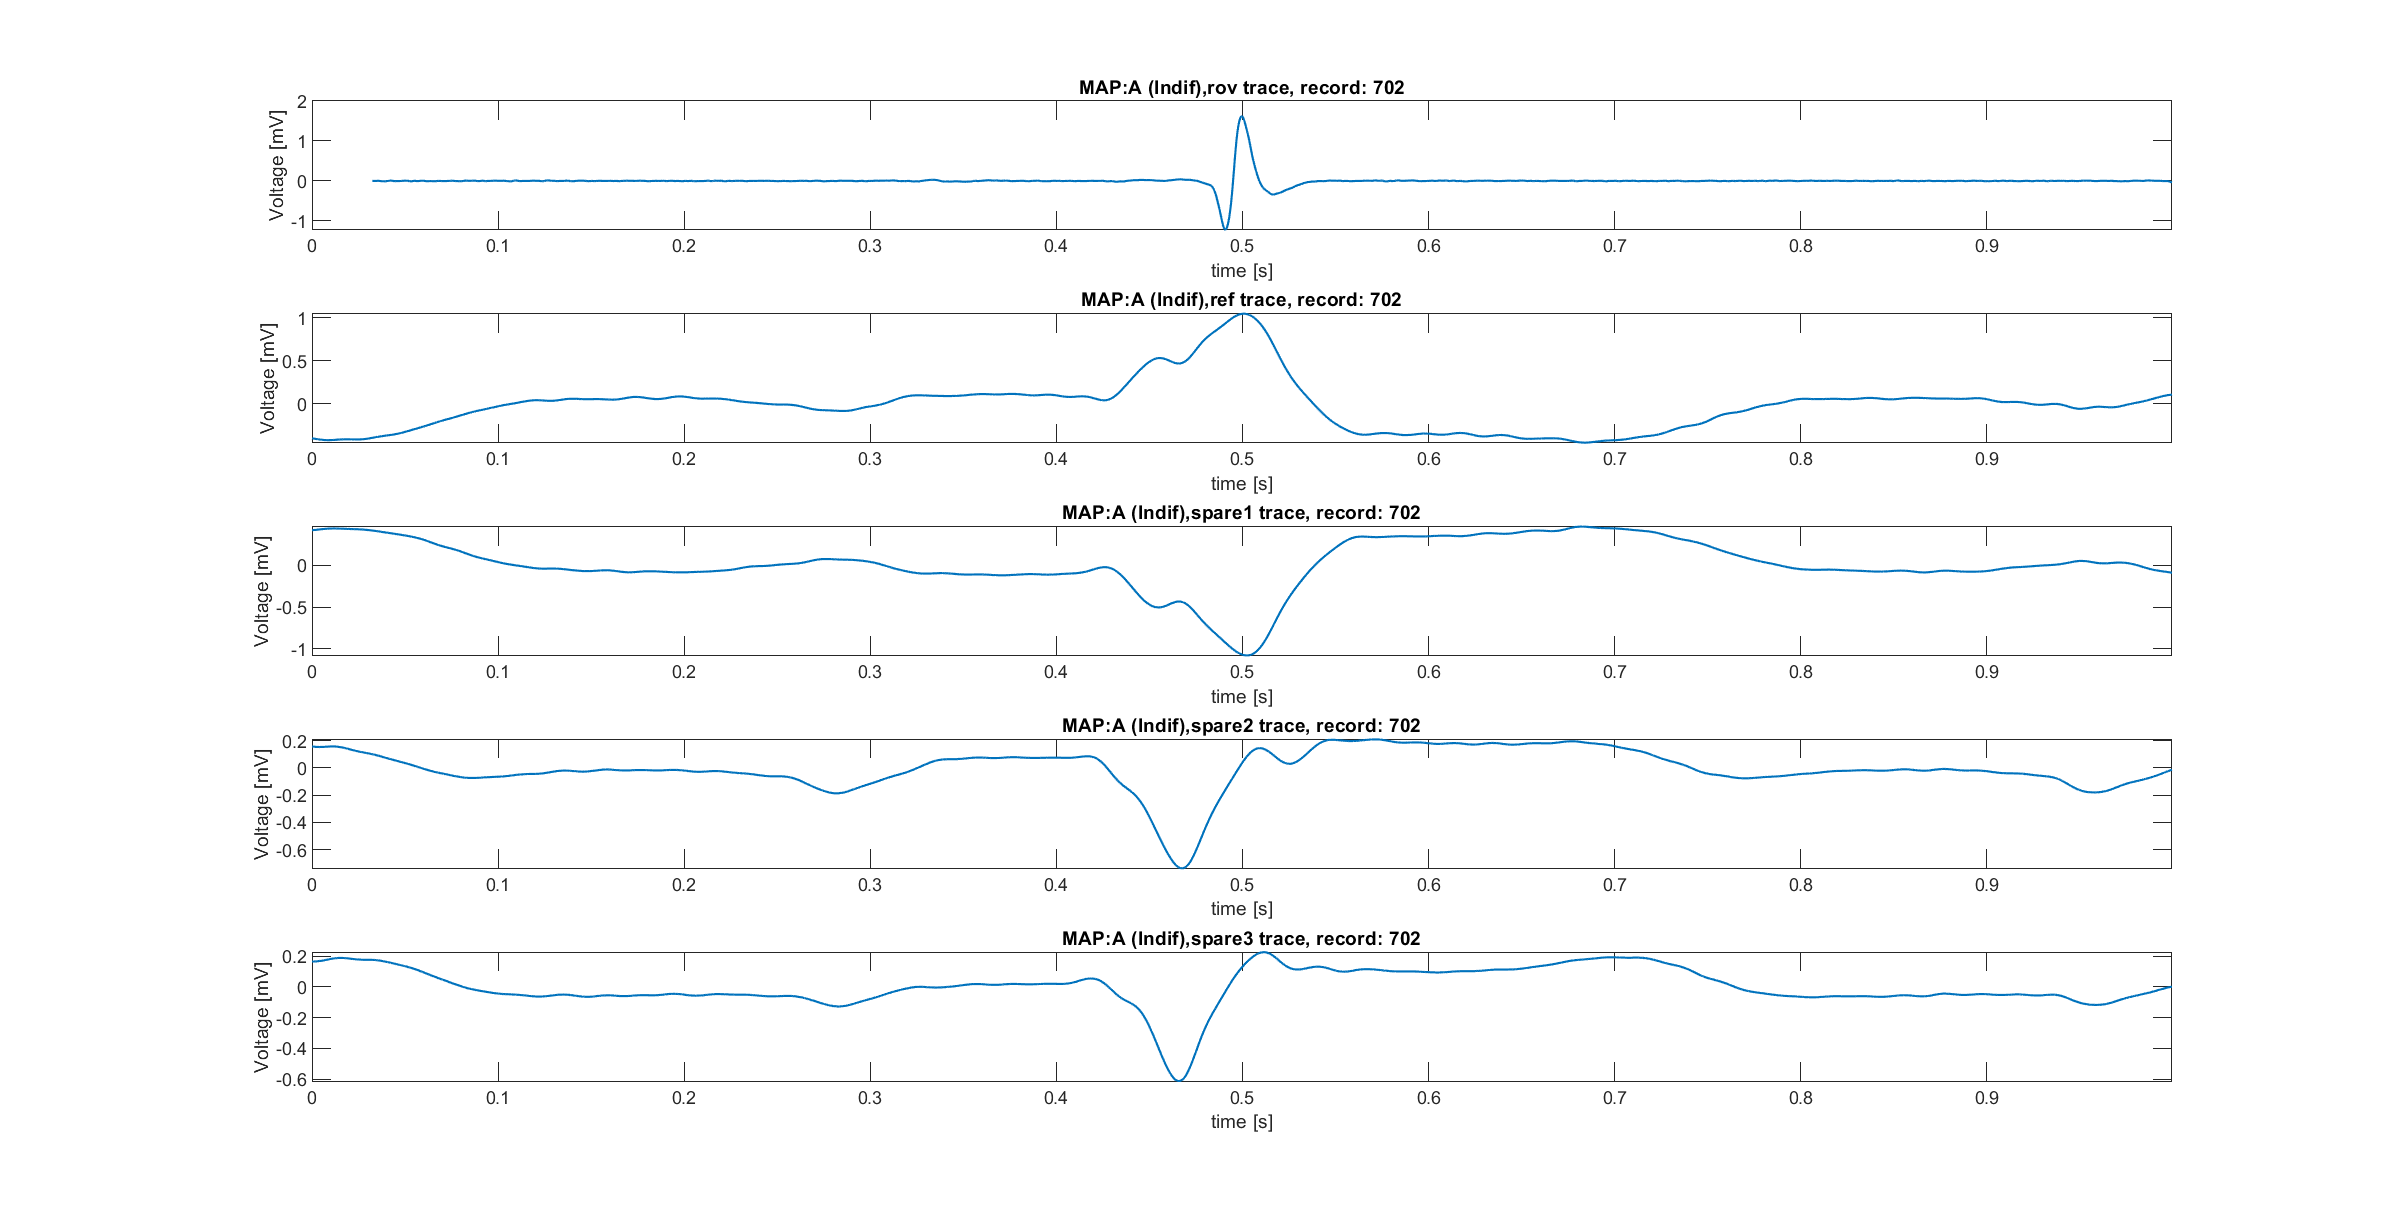 MAP:A (Indif),rov trace, record: 702
Voltage [mV]
2
1
0
-1
0 0.1 0.2 0.3 0.4 0.5 0.6 0.7 0.8 0.9
time [s]
MAP:A (Indif),ref trace, record: 702
Voltage [mV]
1
0.5
0
0 0.1 0.2 0.3 0.4 0.5 0.6 0.7 0.8 0.9
time [s]
MAP:A (Indif),spare1 trace, record: 702
Voltage [mV]
0
-0.5
-1
0 0.1 0.2 0.3 0.4 0.5 0.6 0.7 0.8 0.9
time [s]
MAP:A (Indif),spare2 trace, record: 702
Voltage [mV]
0.2
0
-0.2
-0.4
-0.6
0 0.1 0.2 0.3 0.4 0.5 0.6 0.7 0.8 0.9
time [s]
MAP:A (Indif),spare3 trace, record: 702
Voltage [mV]
0.2
0
-0.2
-0.4
-0.6
0 0.1 0.2 0.3 0.4 0.5 0.6 0.7 0.8 0.9
time [s]